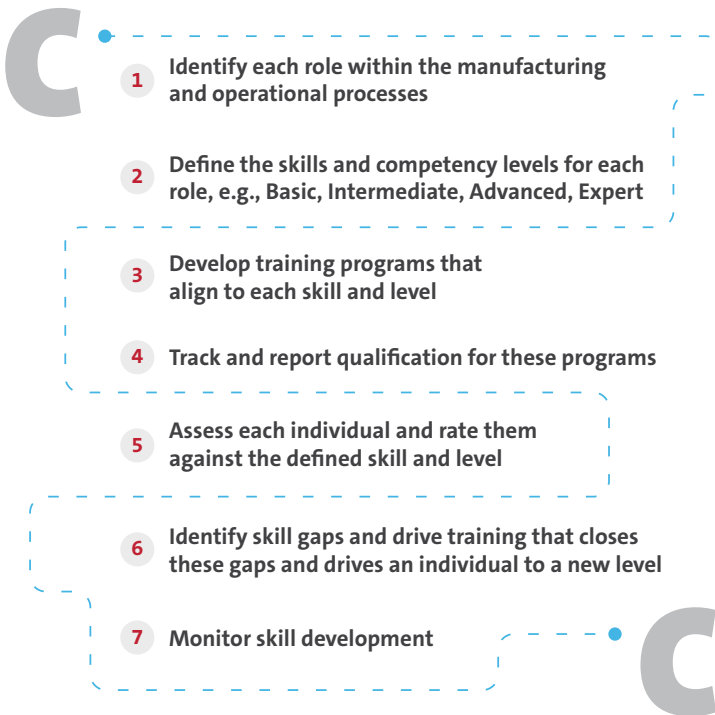 C
1 Identify each role within the manufacturing
and operational processes
2 Define the skills and competency levels for each
role, e.g., Basic, Intermediate, Advanced, Expert
3 Develop training programs that
align to each skill and level
4 Track and report qualification for these programs
5 Assess each individual and rate them
against the defined skill and level
6 Identify skill gaps and drive training that closes
these gaps and drives an individual to a new level
7 Monitor skill development
C